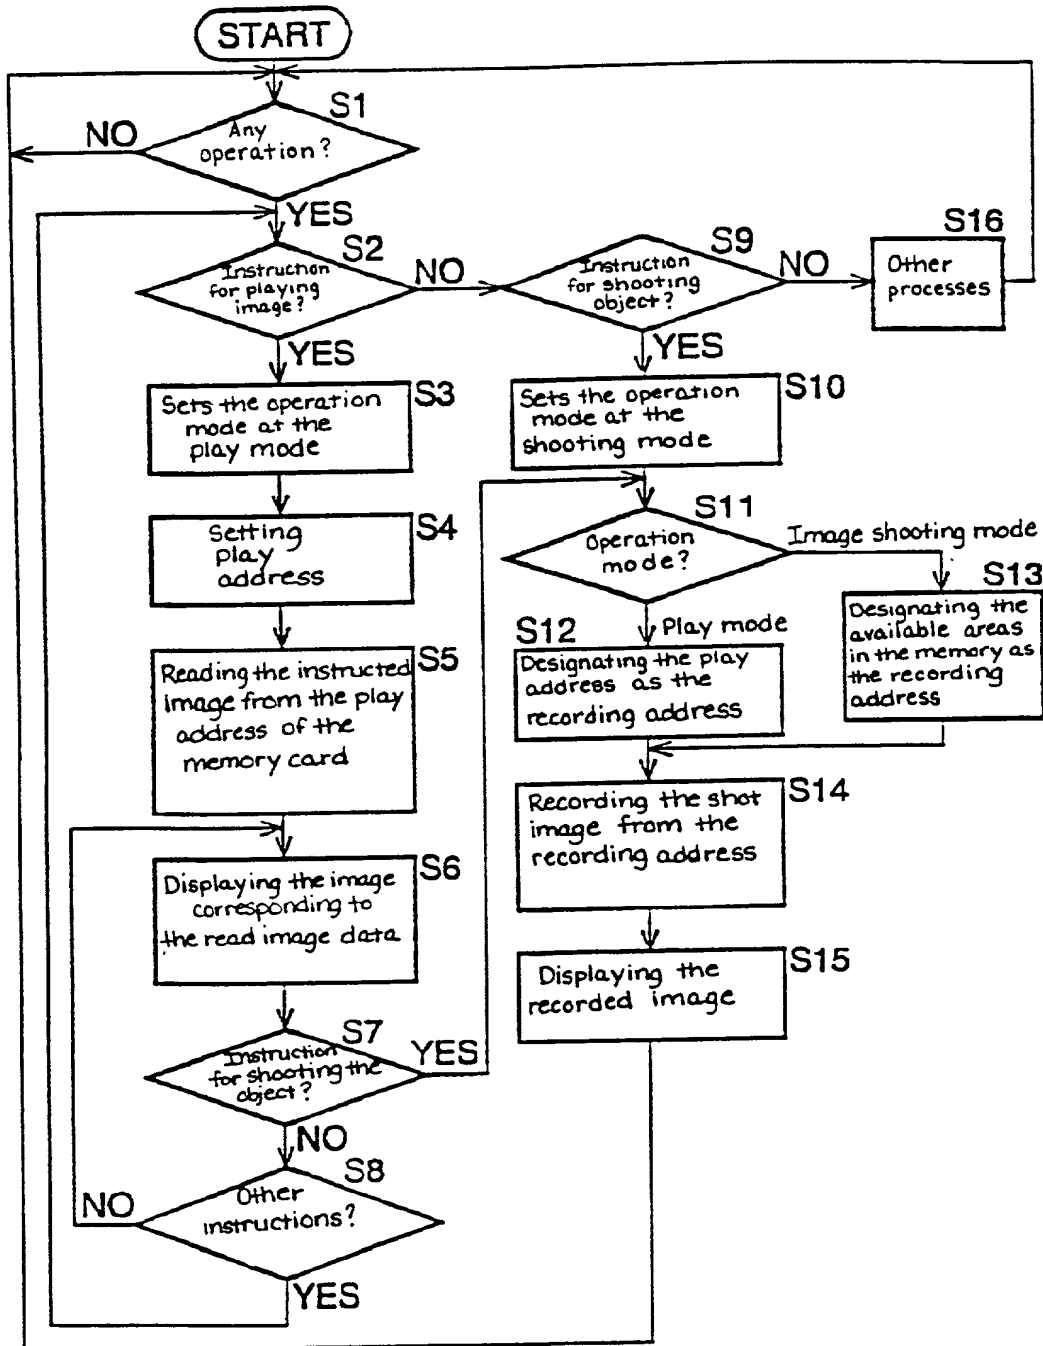 START
S1
NO
Any
operation?
YES
S2
Instruction
for playing
image?
NO
S9
Instruction
for shooting
object?
NO
S16
Other
processes
YES
YES
S3
Sets the operation
mode at the
play mode
S10
Sets the operation
mode at the
shooting mode
S4
Setting
play
address
S11
Operation
mode?
Image shooting mode
S13
Designating the
available areas
in the memory as
the recording
address
S12
Play mode
Designating the play
address as the
recording address
S5
Reading the instructed
image from the play
address of the
memory card
S14
Recording the shot
image from the
recording address
S6
Displaying the image
corresponding to
the read image data
S15
Displaying the
recorded image
S7
Instruction
for shooting the
object?
YES
NO
S8
Other
instructions?
NO
YES